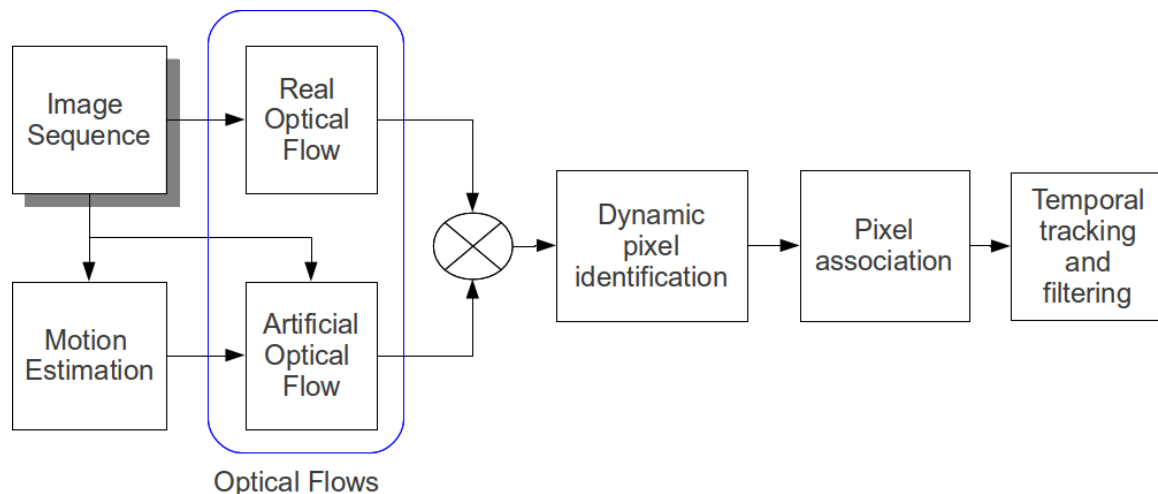 Image
Sequence
Real
Optical
Flow
Motion
Estimation
Artificial
Optical
Flow
Optical Flows
Dynamic
pixel
identification
Pixel
association
Temporal
tracking
and
filtering